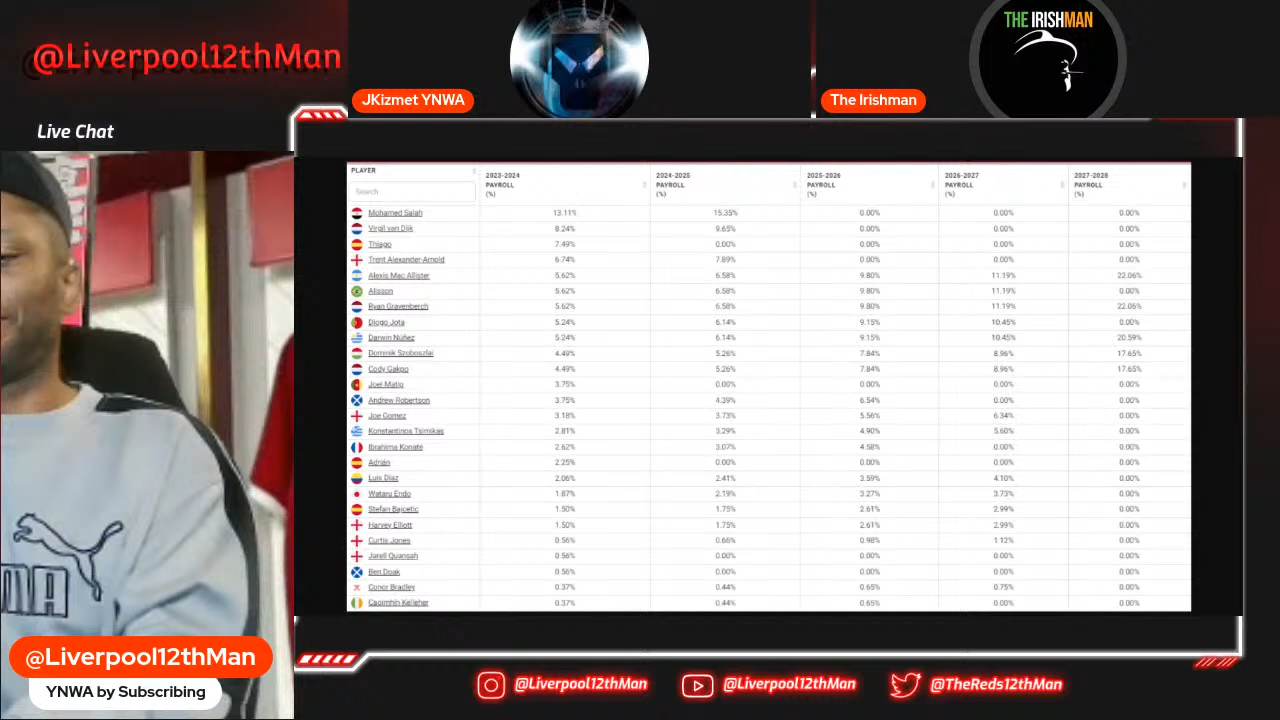 @Liverpool12thMan
JKizmet YNWA
THE IRISHMAN
The Irishman
Live Chat
PLAYER 2023-2024 PAYROLL (%) 2024-2025 PAYROLL (%) 2025-2026 PAYROLL (%) 2026-2027 PAYROLL (%) 2027-2028 PAYROLL (%)
Search
Mohamed Salah 13.11% 15.35% 0.00% 0.00% 0.00%
Virgil van Dijk 8.24% 9.65% 0.00% 0.00% 0.00%
Thiago 7.49% 0.00% 0.00% 0.00% 0.00%
Trent Alexander-Arnold 6.74% 7.89% 0.00% 0.00% 0.00%
Alexis Mac Allister 5.62% 6.58% 9.80% 11.19% 22.06%
Alisson 5.62% 6.58% 9.80% 11.19% 0.00%
Ryan Gravenberch 5.62% 6.58% 9.80% 11.19% 22.06%
Diogo Jota 5.24% 6.14% 9.15% 10.45% 0.00%
Darwin Núñez 5.24% 6.14% 9.15% 10.45% 20.59%
Dominik Szoboszlai 4.49% 5.26% 7.84% 8.96% 17.65%
Cody Gakpo 4.49% 5.26% 7.84% 8.96% 17.65%
Joel Matip 3.75% 0.00% 0.00% 0.00% 0.00%
Andrew Robertson 3.75% 4.39% 6.54% 0.00% 0.00%
Joe Gomez 3.18% 3.73% 5.56% 6.34% 0.00%
Konstantinos Tsimikas 2.81% 3.29% 4.90% 5.60% 0.00%
Ibrahima Konaté 2.62% 3.07% 4.58% 0.00% 0.00%
Adrián 2.25% 0.00% 0.00% 0.00% 0.00%
Luis Díaz 2.06% 2.41% 3.59% 4.10% 0.00%
Wataru Endo 1.87% 2.19% 3.27% 3.73% 0.00%
Stefan Bajcetic 1.50% 1.75% 2.61% 2.99% 0.00%
Harvey Elliott 1.50% 1.75% 2.61% 2.99% 0.00%
Curtis Jones 0.56% 0.66% 0.98% 1.12% 0.00%
Jarell Quansah 0.56% 0.00% 0.00% 0.00% 0.00%
Ben Doak 0.56% 0.00% 0.00% 0.00% 0.00%
Conor Bradley 0.37% 0.44% 0.65% 0.75% 0.00%
Caoimhín Kelleher 0.37% 0.44% 0.65% 0.00% 0.00%
@Liverpool12thMan
YNWA by Subscribing
@Liverpool12thMan
@Liverpool12thMan
@TheReds12thMan